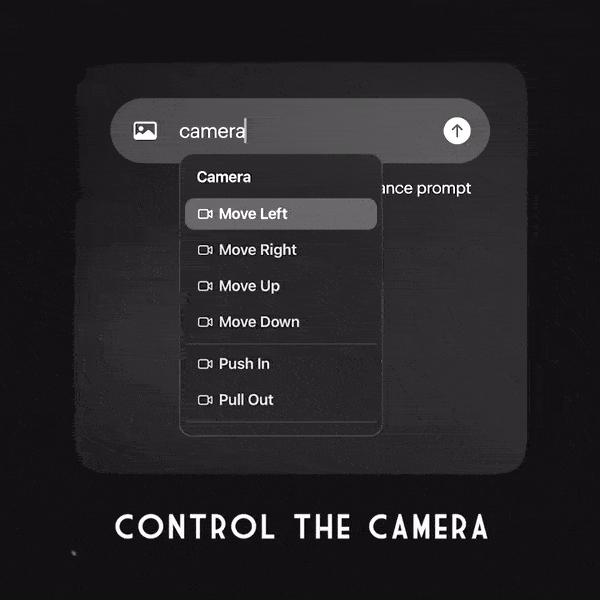 camera
ance prompt
Camera
Move Left
Move Right
Move Up
Move Down
Push In
Pull Out
CONTROL THE CAMERA